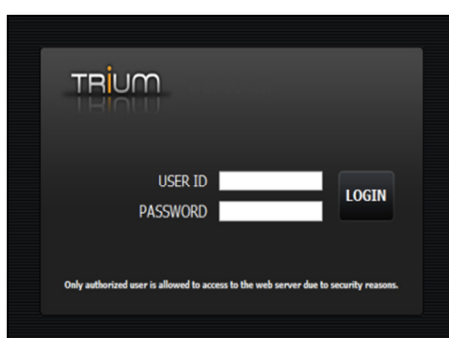 TRiUM
USER ID
PASSWORD
LOGIN
Only authorized user is allowed to access to the web server due to security reasons.